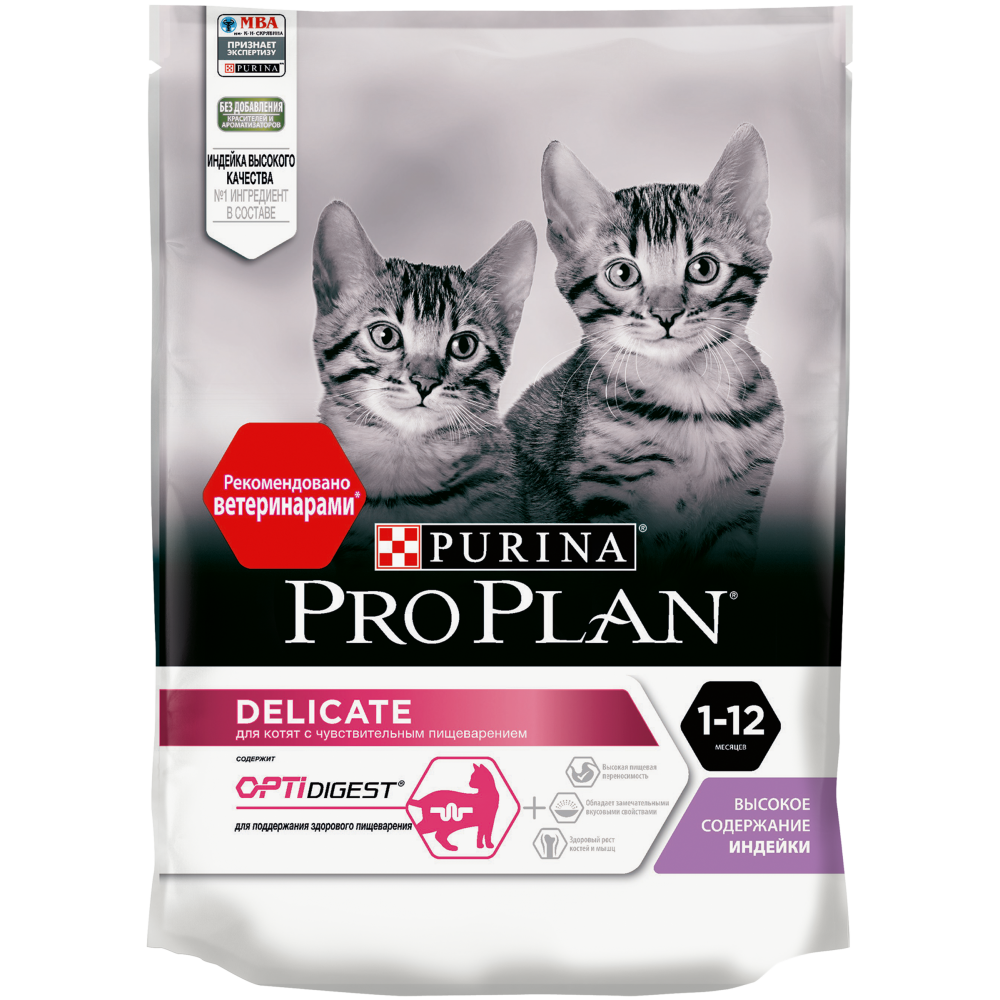 МВА
им. К·И·СКРЯБИНА
ПРИЗНАЕТ
ЭКСПЕРТИЗУ
PURINA
БЕЗ ДОБАВЛЕНИЯ
КРАСИТЕЛЕЙ И
АРОМАТИЗАТОРОВ
ИНДЕЙКА ВЫСОКОГО
КАЧЕСТВА
№1 ИНГРЕДИЕНТ
В СОСТАВЕ
Рекомендовано
ветеринарами*
PURINA®
PRO PLAN®
DELICATE
для котят с чувствительным пищеварением
1-12
МЕСЯЦЕВ
СОДЕРЖИТ
OPTIDIGEST®
для поддержания здорового пищеварения
+
Высокая пищевая
переносимость
Обладает замечательными
вкусовыми свойствами
Здоровый рост
костей и мышц
ВЫСОКОЕ
СОДЕРЖАНИЕ
ИНДЕЙКИ